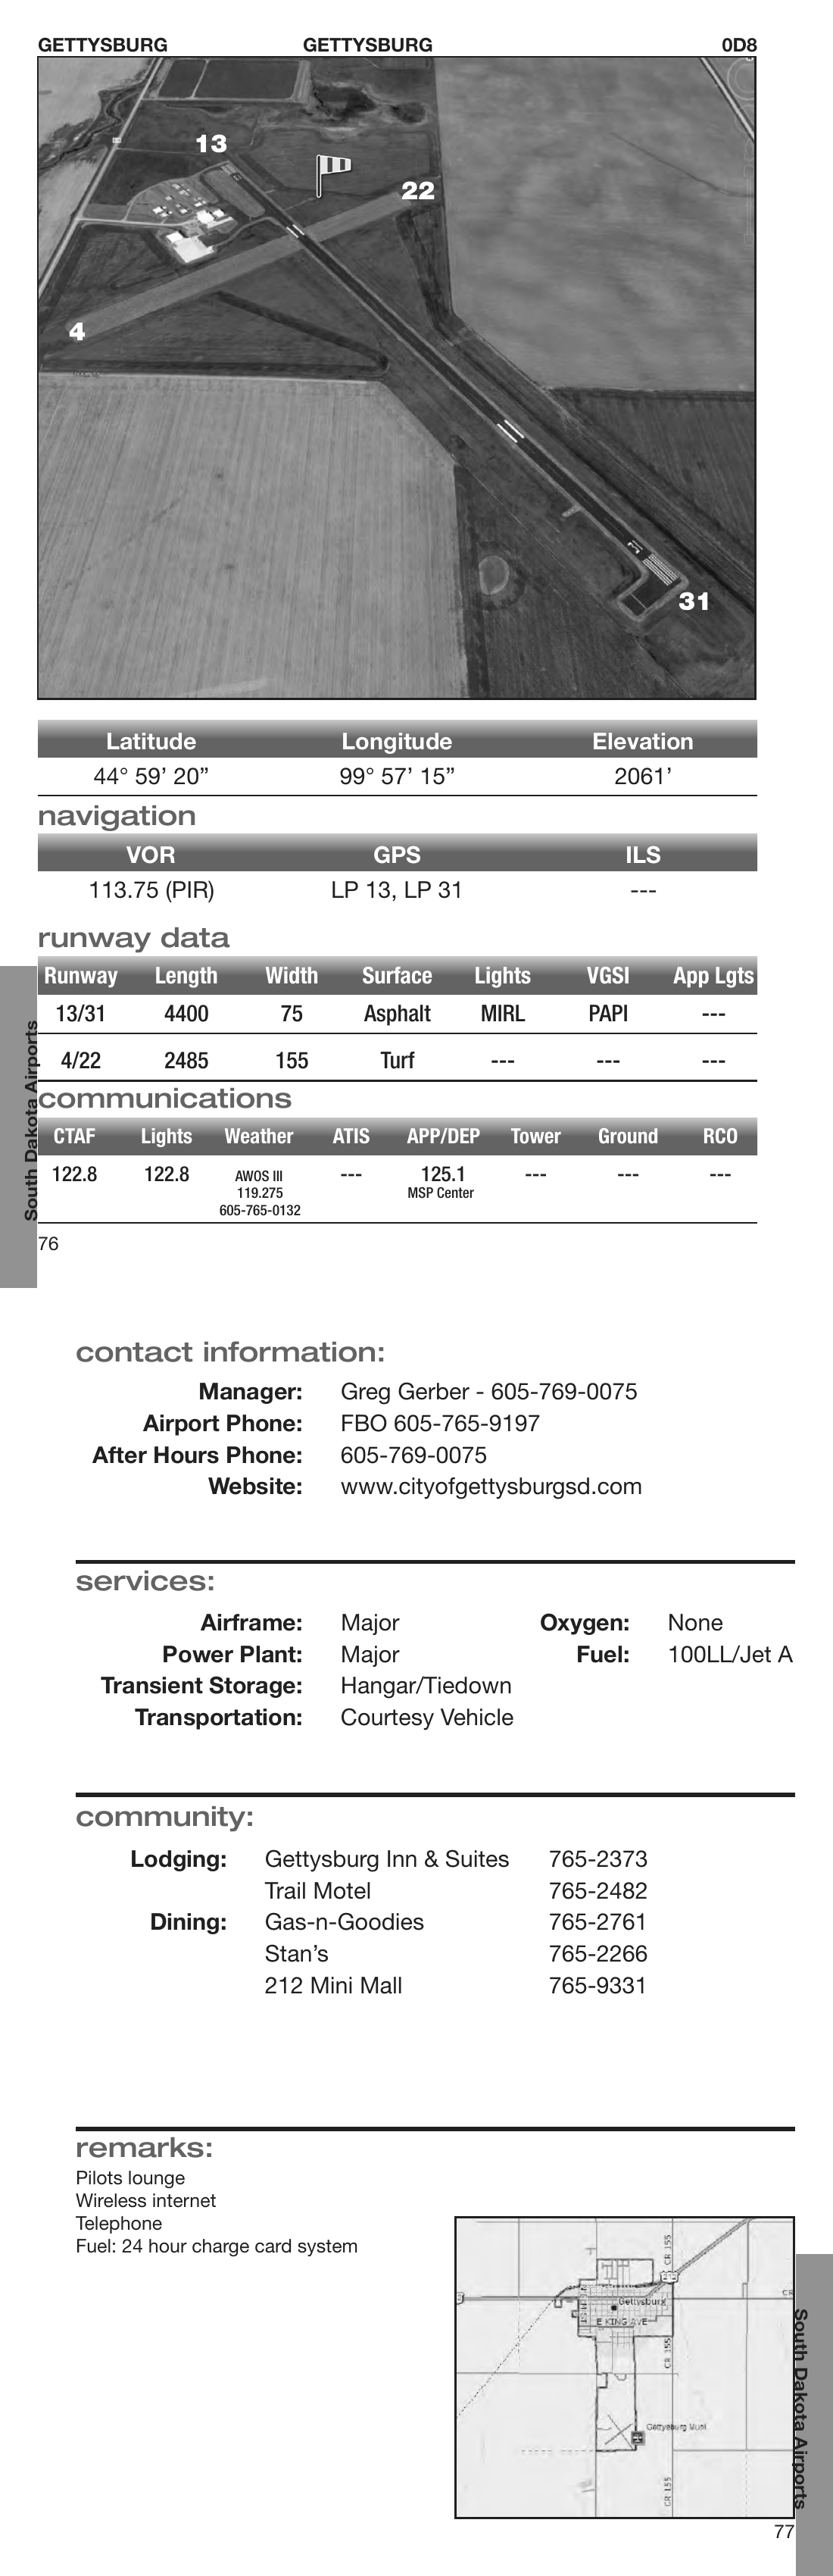 GETTYSBURG GETTYSBURG 0D8
13
22
4
31
Latitude Longitude Elevation
44° 59’ 20” 99° 57’ 15” 2061’
navigation
VOR GPS ILS
113.75 (PIR) LP 13, LP 31 ---
runway data
Runway Length Width Surface Lights VGSI App Lgts
13/31 4400 75 Asphalt MIRL PAPI ---
4/22 2485 155 Turf --- --- ---
communications
CTAF Lights Weather ATIS APP/DEP Tower Ground RCO
122.8 122.8 AWOS III --- 125.1 --- --- ---
119.275 MSP Center
605-765-0132
South Dakota Airports
76
contact information:
Manager: Greg Gerber - 605-769-0075
Airport Phone: FBO 605-765-9197
After Hours Phone: 605-769-0075
Website: www.cityofgettysburgsd.com
services:
Airframe: Major Oxygen: None
Power Plant: Major Fuel: 100LL/Jet A
Transient Storage: Hangar/Tiedown
Transportation: Courtesy Vehicle
community:
Lodging: Gettysburg Inn & Suites 765-2373
Trail Motel 765-2482
Dining: Gas-n-Goodies 765-2761
Stan’s 765-2266
212 Mini Mall 765-9331
remarks:
Pilots lounge
Wireless internet
Telephone
Fuel: 24 hour charge card system
CR 155
212
CR
Gettysburg
E KING AVE
CR 155
Gettysburg Muni
CR 155
South Dakota Airports
77